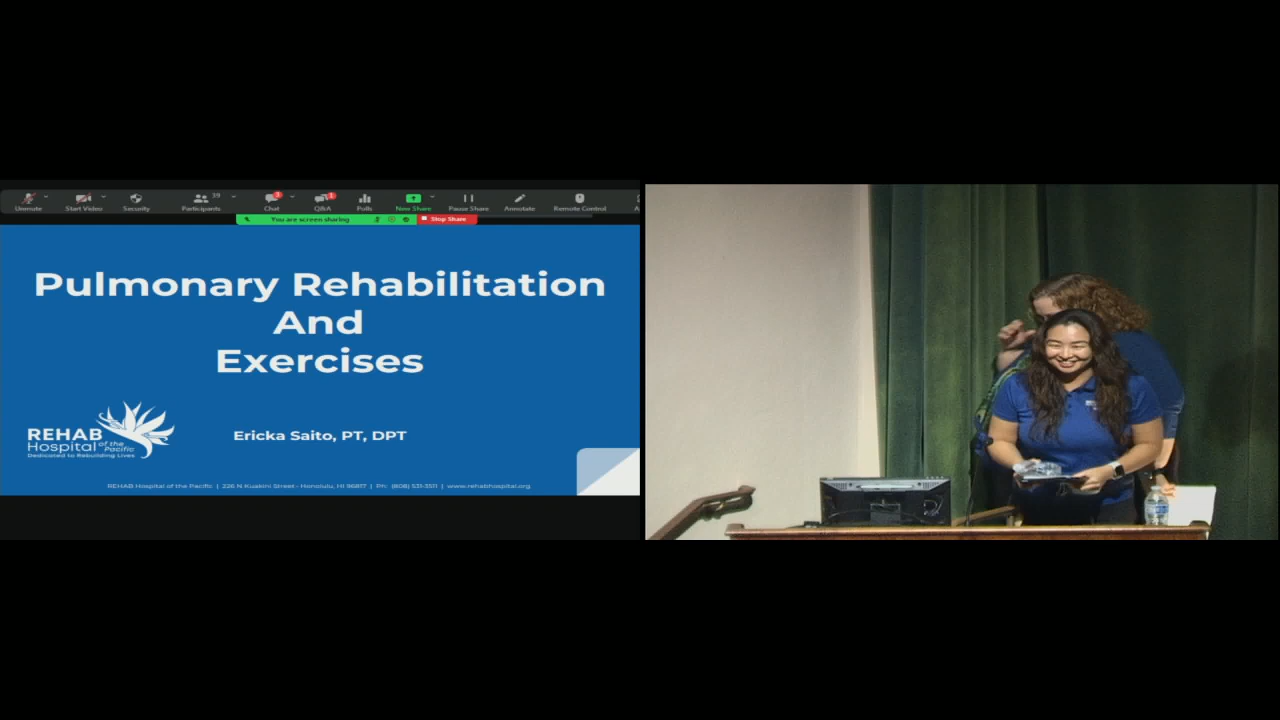 Unmute
Start Video
Security
Participants
39
Chat
Q&A
Polls
New Share
Pause Share
Annotate
Remote Control
You are screen sharing
Stop Share
Pulmonary Rehabilitation
And
Exercises
REHAB
Hospital of the Pacific
Dedicated to Rebuilding Lives
Ericka Saito, PT, DPT
REHAB Hospital of the Pacific | 226 N Kuakini Street · Honolulu, HI 96817 | Ph: (808) 531-3511 | www.rehabhospital.org